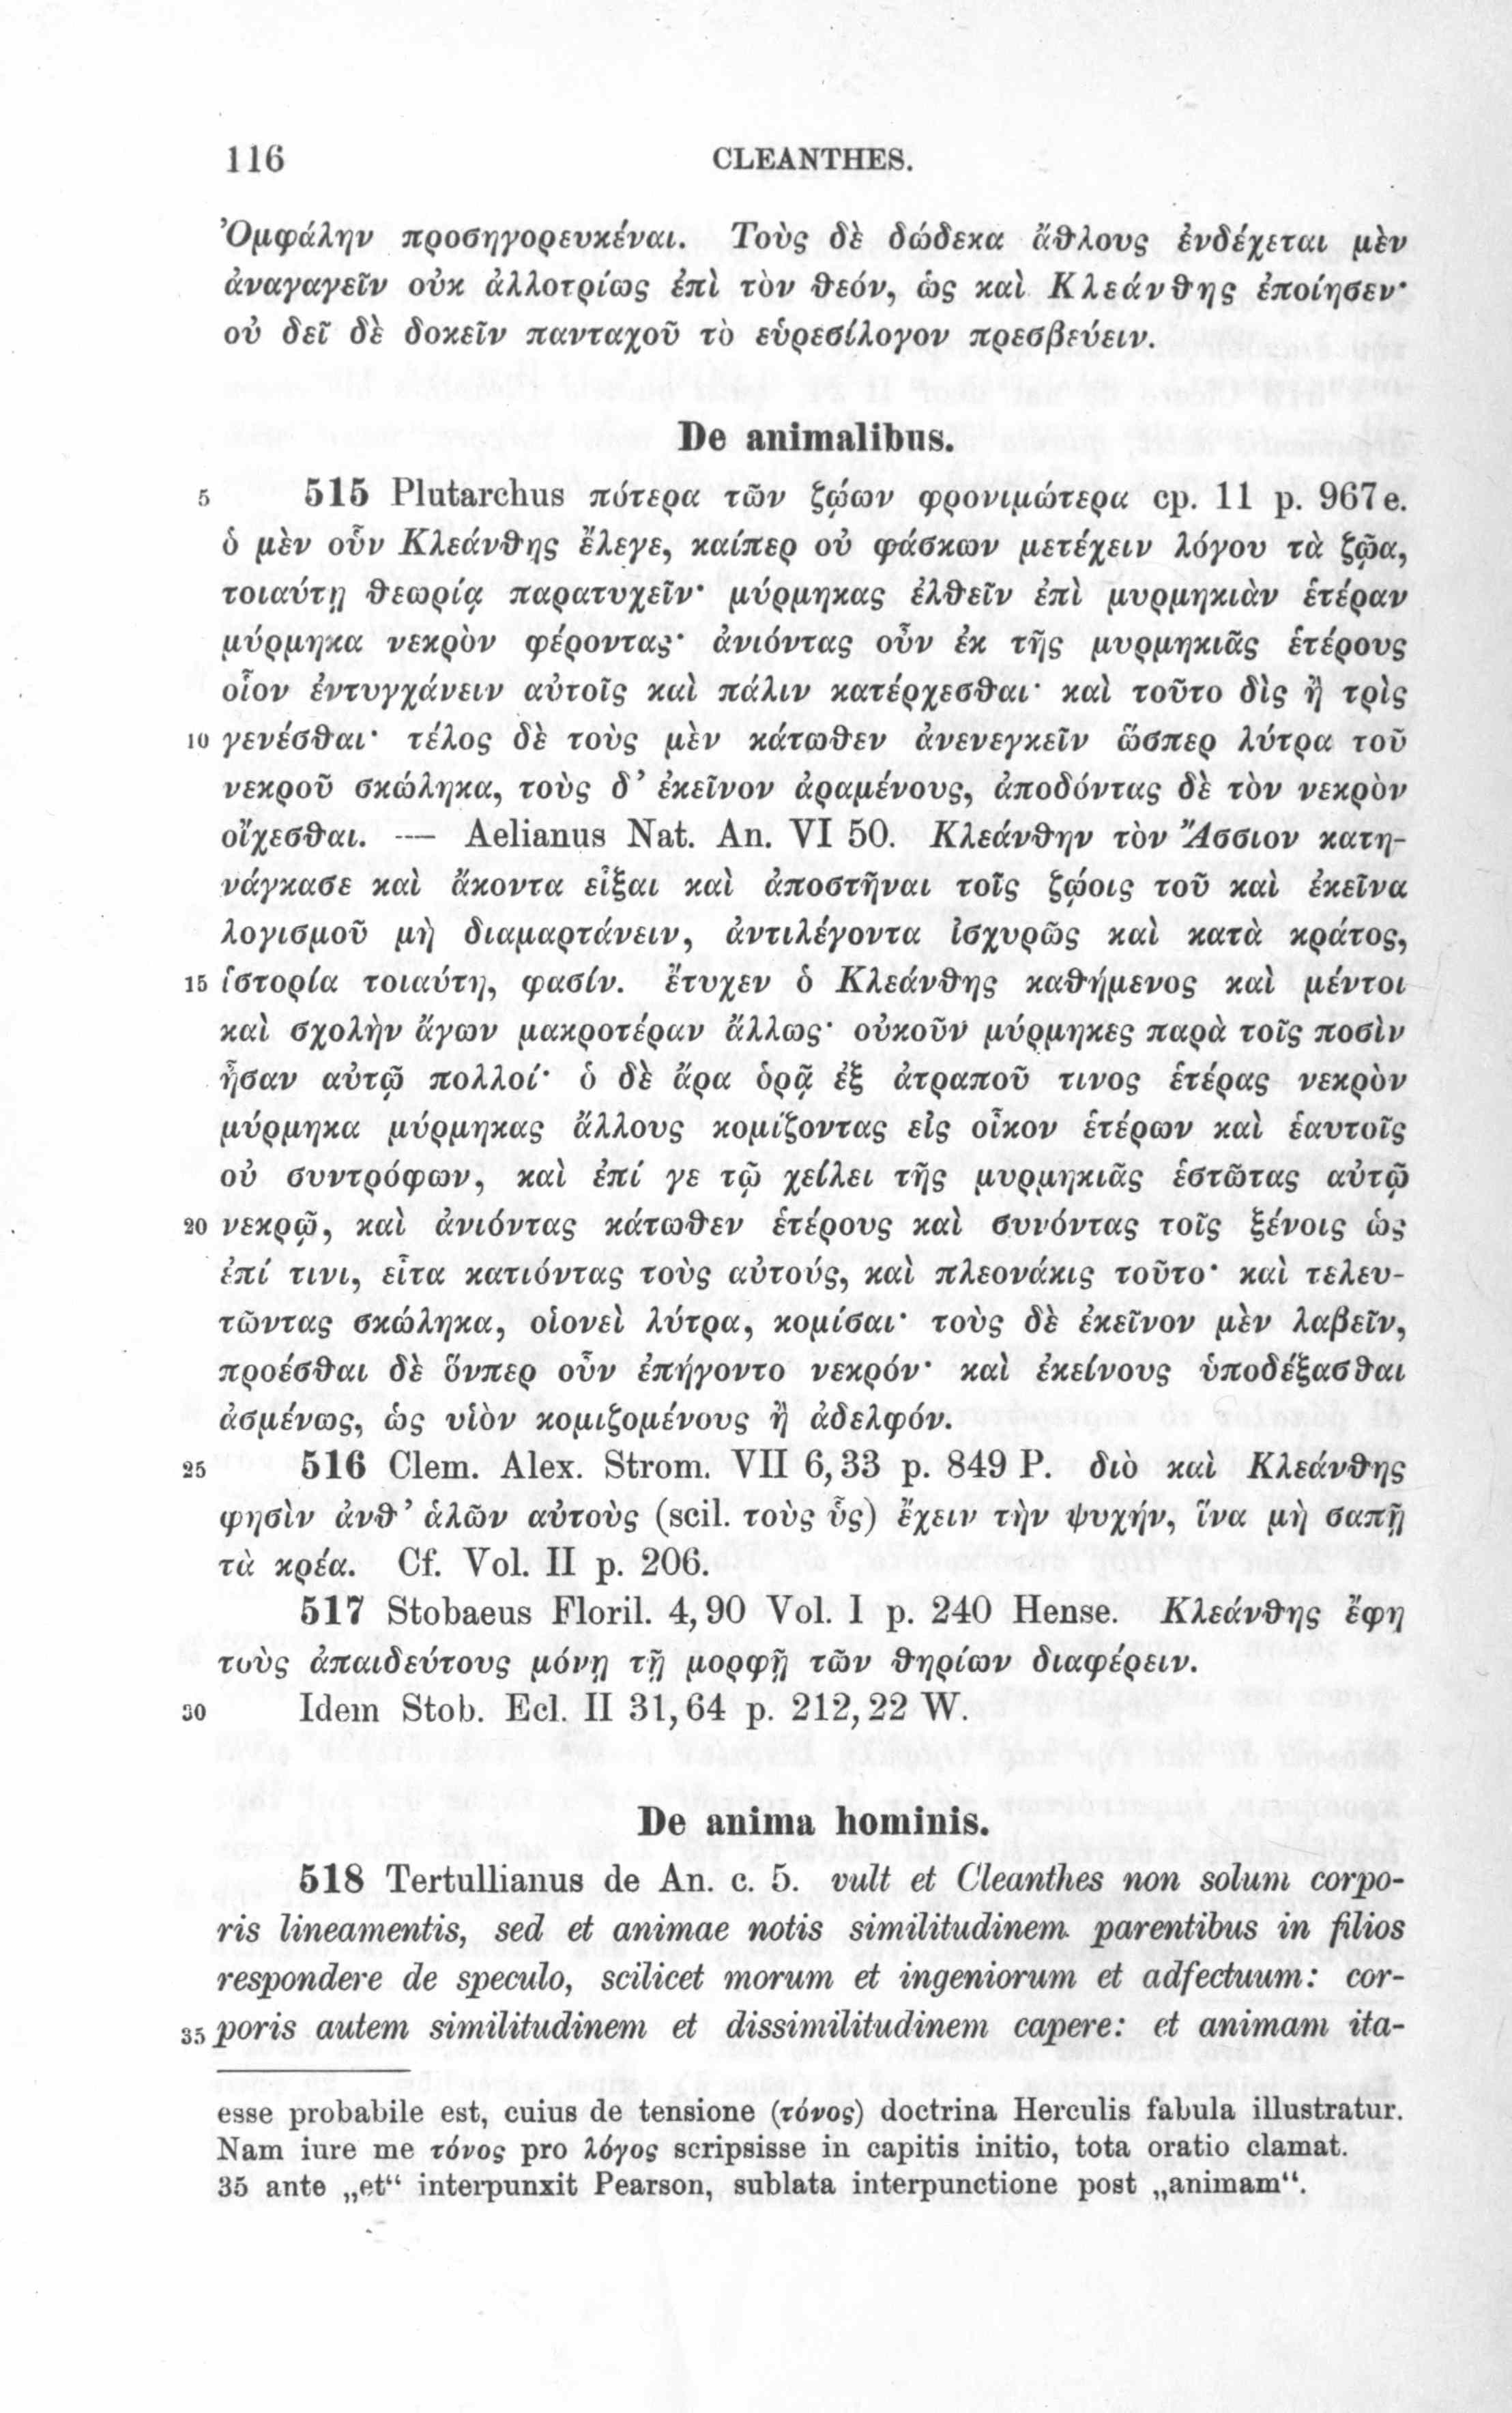 116 CLEANTHES.
Ὀμφάλην προσηγορευκέναι. Τοὺς δὲ δώδεκα ἄθλους ἐνδέχεται μὲν
ἀναγαγεῖν οὐκ ἀλλοτρίως ἐπὶ τὸν θεόν, ὡς καὶ Κλεάνθης ἐποίησεν·
οὐ δεῖ δὲ δοκεῖν πανταχοῦ τὸ εὑρεσίλογον πρεσβεύειν.
De animalibus.
5 515 Plutarchus πότερα τῶν ζῴων φρονιμώτερα cp. 11 p. 967e.
ὁ μὲν οὖν Κλεάνθης ἔλεγε, καίπερ οὐ φάσκων μετέχειν λόγου τὰ ζῷα,
τοιαύτῃ θεωρίᾳ παρατυχεῖν· μύρμηκας ἐλθεῖν ἐπὶ μυρμηκιὰν ἑτέραν
μύρμηκα νεκρὸν φέροντας· ἀνιόντας οὖν ἐκ τῆς μυρμηκιᾶς ἑτέρους
οἷον ἐντυγχάνειν αὐτοῖς καὶ πάλιν κατέρχεσθαι· καὶ τοῦτο δὶς ἢ τρὶς
10 γενέσθαι· τέλος δὲ τοὺς μὲν κάτωθεν ἀνενεγκεῖν ὥσπερ λύτρα τοῦ
νεκροῦ σκώληκα, τοὺς δ’ ἐκεῖνον ἀραμένους, ἀποδόντας δὲ τὸν νεκρὸν
οἴχεσθαι. — Aelianus Nat. An. VI 50. Κλεάνθην τὸν Ἄσσιον κατη-
νάγκασε καὶ ἄκοντα εἶξαι καὶ ἀποστῆναι τοῖς ζῴοις τοῦ καὶ ἐκεῖνα
λογισμοῦ μὴ διαμαρτάνειν, ἀντιλέγοντα ἰσχυρῶς καὶ κατὰ κράτος,
15 ἱστορία τοιαύτη, φασίν. ἔτυχεν ὁ Κλεάνθης καθήμενος καὶ μέντοι
καὶ σχολὴν ἄγων μακροτέραν ἄλλως· οὐκοῦν μύρμηκες παρὰ τοῖς ποσὶν
ἦσαν αὐτῷ πολλοί· ὁ δὲ ἄρα ὁρᾷ ἐξ ἀτραποῦ τινος ἑτέρας νεκρὸν
μύρμηκα μύρμηκας ἄλλους κομίζοντας εἰς οἶκον ἑτέρων καὶ ἑαυτοῖς
οὐ συντρόφων, καὶ ἐπί γε τῷ χείλει τῆς μυρμηκιᾶς ἑστῶτας αὐτῷ
20 νεκρῷ, καὶ ἀνιόντας κάτωθεν ἑτέρους καὶ συνόντας τοῖς ξένοις ὡς
ἐπί τινι, εἶτα κατιόντας τοὺς αὐτούς, καὶ πλεονάκις τοῦτο· καὶ τελευ-
τῶντας σκώληκα, οἱονεὶ λύτρα, κομίσαι· τοὺς δὲ ἐκεῖνον μὲν λαβεῖν,
προέσθαι δὲ ὅνπερ οὖν ἐπήγοντο νεκρόν· καὶ ἐκείνους ὑποδέξασθαι
ἀσμένως, ὡς υἱὸν κομιζομένους ἢ ἀδελφόν.
25 516 Clem. Alex. Strom. VII 6,33 p. 849 P. διὸ καὶ Κλεάνθης
φησὶν ἀνθ’ ἁλῶν αὐτοὺς (scil. τοὺς ὗς) ἔχειν τὴν ψυχήν, ἵνα μὴ σαπῇ
τὰ κρέα. Cf. Vol. II p. 206.
517 Stobaeus Floril. 4,90 Vol. I p. 240 Hense. Κλεάνθης ἔφη
τοὺς ἀπαιδεύτους μόνῃ τῇ μορφῇ τῶν θηρίων διαφέρειν.
30 Idem Stob. Ecl. II 31,64 p. 212,22 W.
De anima hominis.
518 Tertullianus de An. c. 5. vult et Cleanthes non solum corpo-
ris lineamentis, sed et animae notis similitudinem parentibus in filios
respondere de speculo, scilicet morum et ingeniorum et adfectuum: cor-
35 poris autem similitudinem et dissimilitudinem capere: et animam ita-
esse probabile est, cuius de tensione (τόνος) doctrina Herculis fabula illustratur.
Nam iure me τόνος pro λόγος scripsisse in capitis initio, tota oratio clamat.
35 ante „et“ interpunxit Pearson, sublata interpunctione post „animam“.